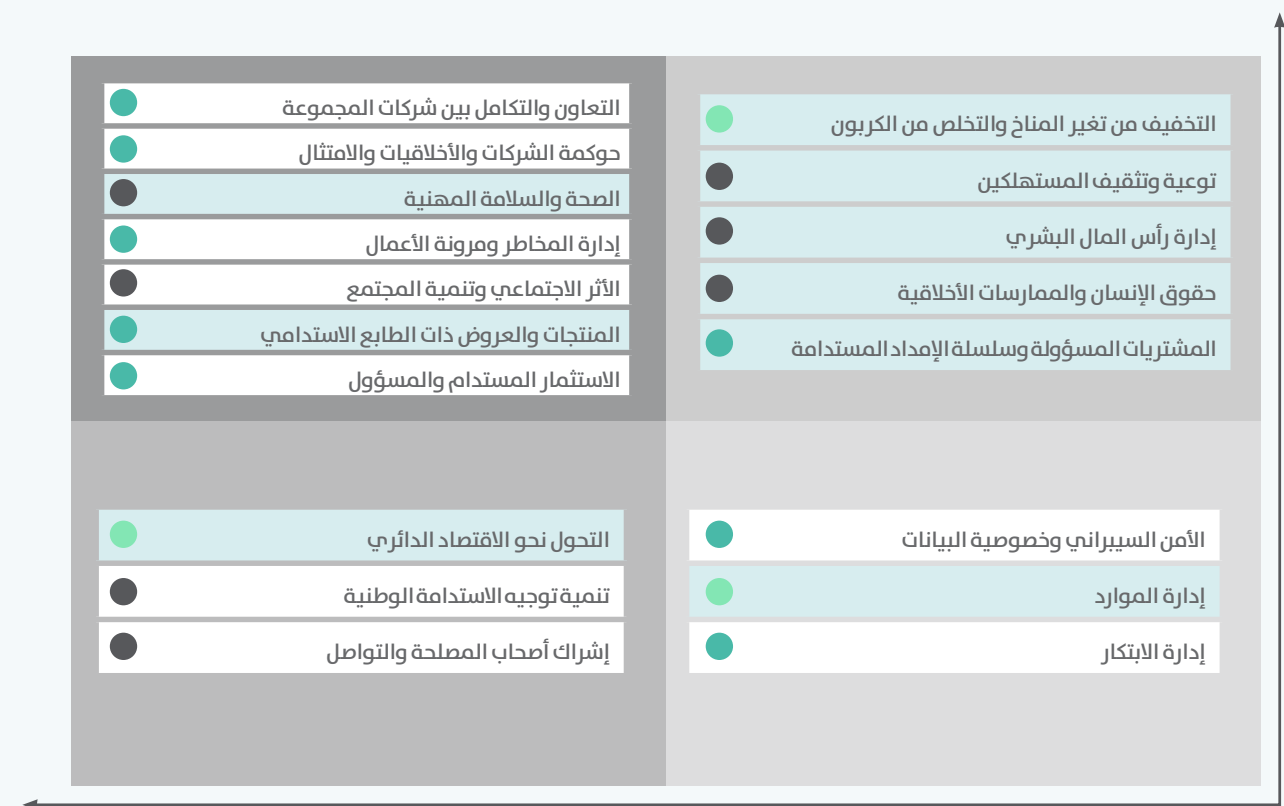 التخفيف من تغير المناخ والتخلص من الكربون
توعية وتثقيف المستهلكين
إدارة رأس المال البشري
حقوق الإنسان والممارسات الأخلاقية
المشتريات المسؤولة وسلسلة الإمداد المستدامة
التعاون والتكامل بين شركات المجموعة
حوكمة الشركات والأخلاقيات والامتثال
الصحة والسلامة المهنية
إدارة المخاطر ومرونة الأعمال
الأثر الاجتماعي وتنمية المجتمع
المنتجات والعروض ذات الطابع الاستدامي
الاستثمار المستدام والمسؤول
الأمن السيبراني وخصوصية البيانات
إدارة الموارد
إدارة الابتكار
التحول نحو الاقتصاد الدائري
تنمية توجيه الاستدامة الوطنية
إشراك أصحاب المصلحة والتواصل